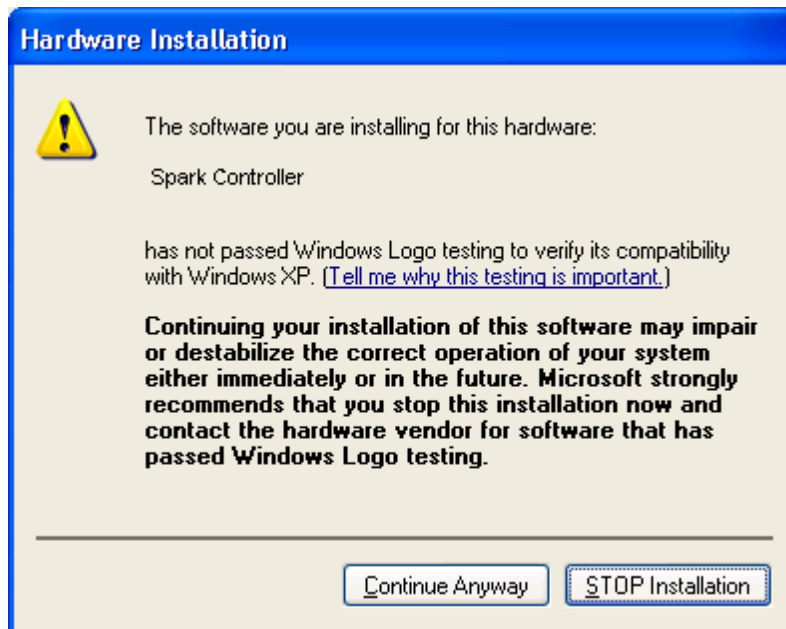 Hardware Installation
The software you are installing for this hardware:
Spark Controller
has not passed Windows Logo testing to verify its compatibility
with Windows XP. (Tell me why this testing is important.)
Continuing your installation of this software may impair
or destabilize the correct operation of your system
either immediately or in the future. Microsoft strongly
recommends that you stop this installation now and
contact the hardware vendor for software that has
passed Windows Logo testing.
Continue Anyway
STOP Installation